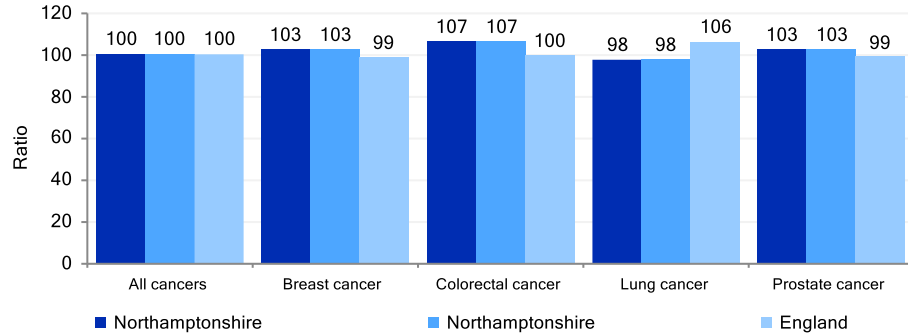 120
100
80
60
40
20
0
Ratio
100 100 100
103 103 99
107 107 100
98 98 106
103 103 99
All cancers
Breast cancer
Colorectal cancer
Lung cancer
Prostate cancer
Northamptonshire
Northamptonshire
England